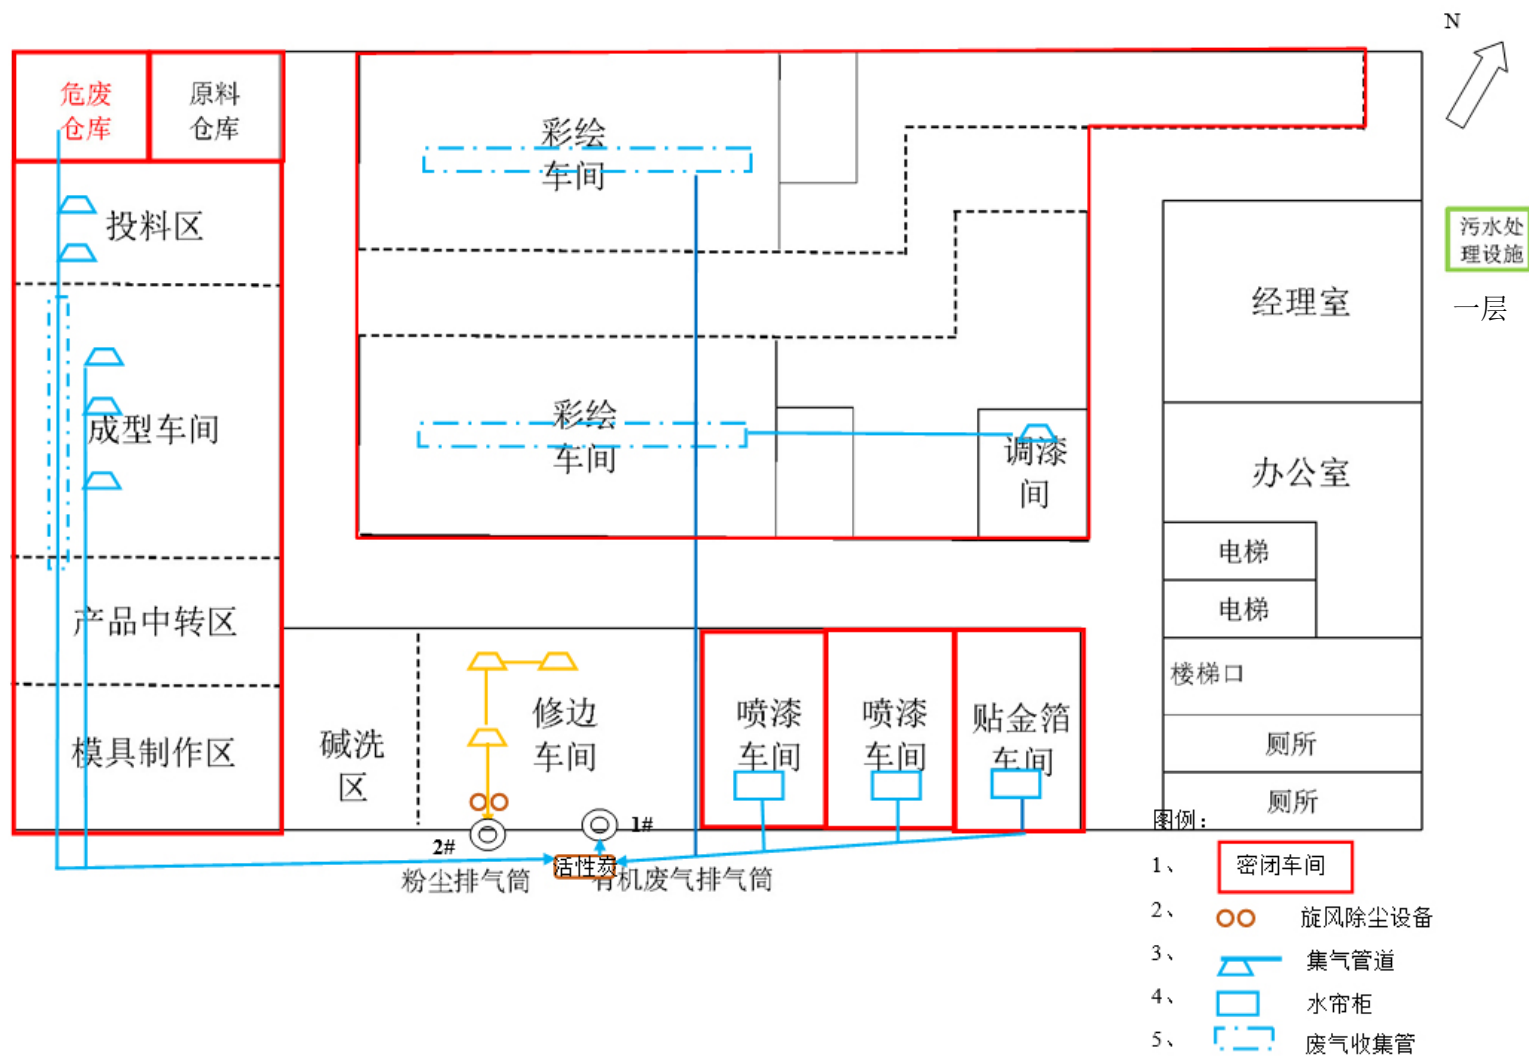 N
危废
仓库
原料
仓库
彩绘
车间
投料区
污水处
理设施
一层
经理室
成型车间
彩绘
车间
调漆
间
办公室
电梯
电梯
产品中转区
楼梯口
模具制作区
碱洗
区
修边
车间
喷漆
车间
喷漆
车间
贴金箔
车间
厕所
厕所
1#
2#
活性炭
粉尘排气筒
有机废气排气筒
图例：
1、 密闭车间
2、 旋风除尘设备
3、 集气管道
4、 水帘柜
5、 废气收集管